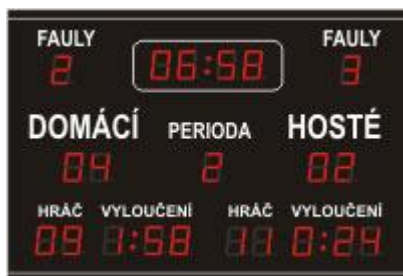 FAULY FAULY
2 06:58 3
DOMÁCÍ PERIODA HOSTÉ
04 2 02
HRÁČ VYLOUČENÍ HRÁČ VYLOUČENÍ
09 1:58 11 0:24